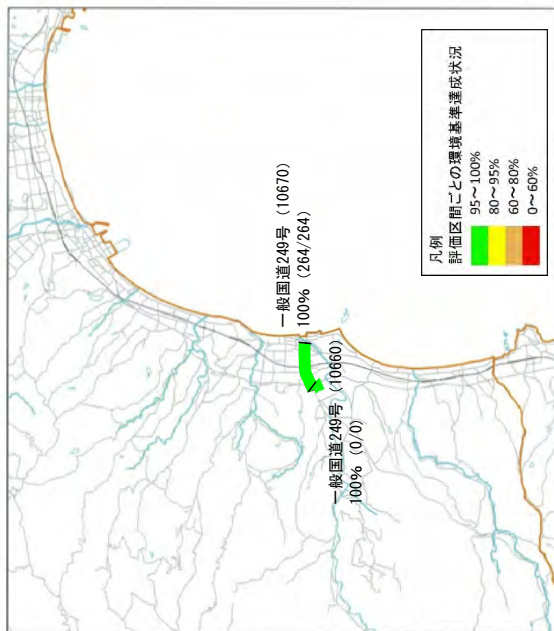 一般国道249号（10670）
100%（264/264）
一般国道249号（10660）
100%（0/0）
凡例
評価区間ごとの環境基準達成状況
95～100%
80～95%
60～80%
0～60%